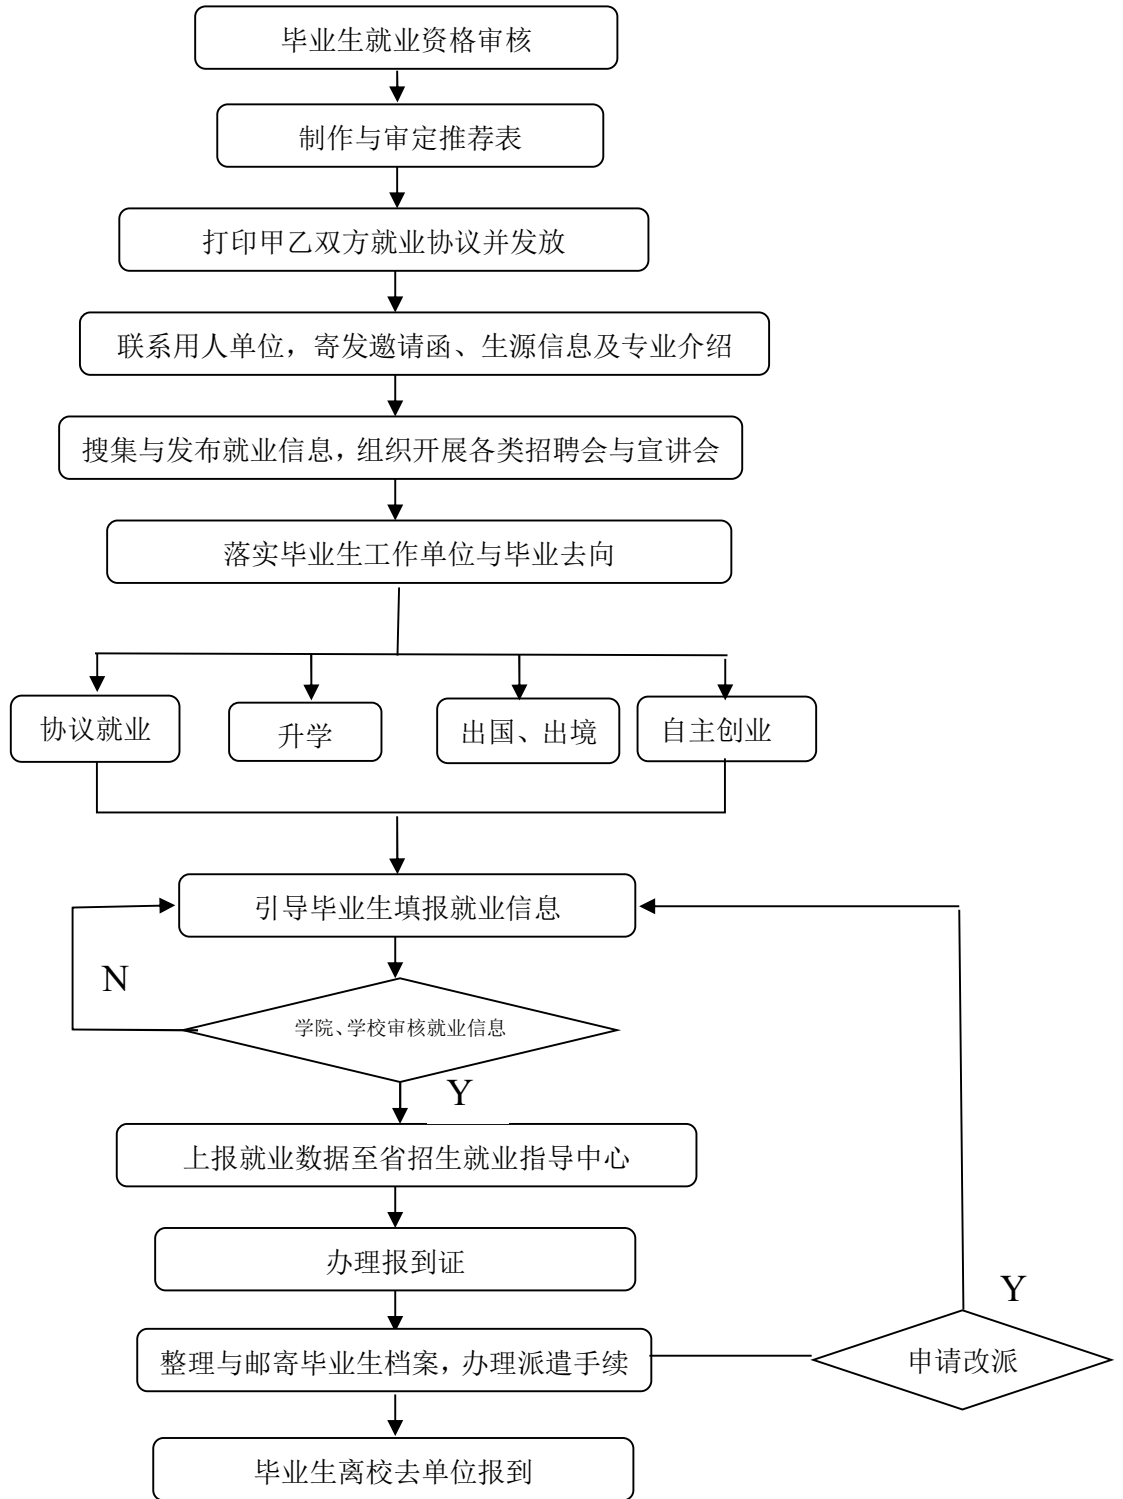 毕业生就业资格审核
制作与审定推荐表
打印甲乙双方就业协议并发放
联系用人单位，寄发邀请函、生源信息及专业介绍
搜集与发布就业信息，组织开展各类招聘会与宣讲会
落实毕业生工作单位与毕业去向
协议就业
升学
出国、出境
自主创业
引导毕业生填报就业信息
N
学院、学校审核就业信息
Y
上报就业数据至省招生就业指导中心
办理报到证
Y
整理与邮寄毕业生档案，办理派遣手续
申请改派
毕业生离校去单位报到